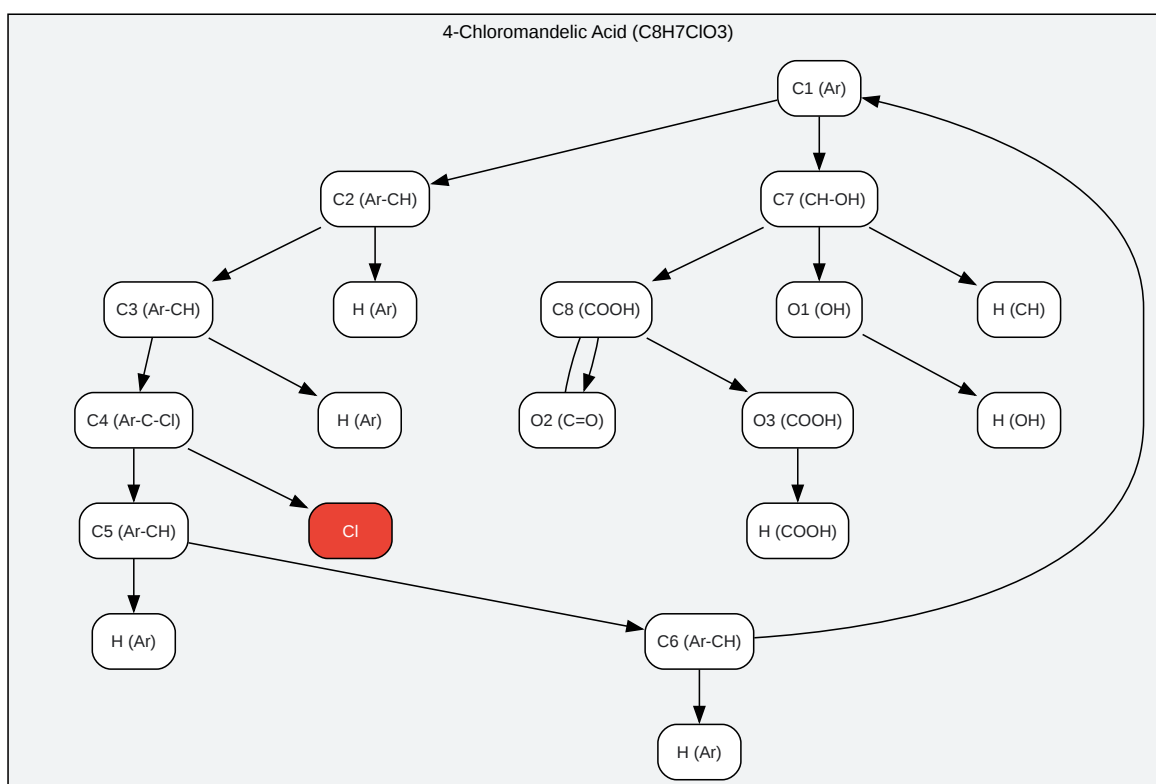 4-Chloromandelic Acid (C8H7ClO3)
C1 (Ar)
C2 (Ar-CH)
C7 (CH-OH)
C3 (Ar-CH)
H (Ar)
C8 (COOH)
O1 (OH)
H (CH)
C4 (Ar-C-Cl)
H (Ar)
O2 (C=O)
O3 (COOH)
H (OH)
C5 (Ar-CH)
Cl
H (COOH)
H (Ar)
C6 (Ar-CH)
H (Ar)